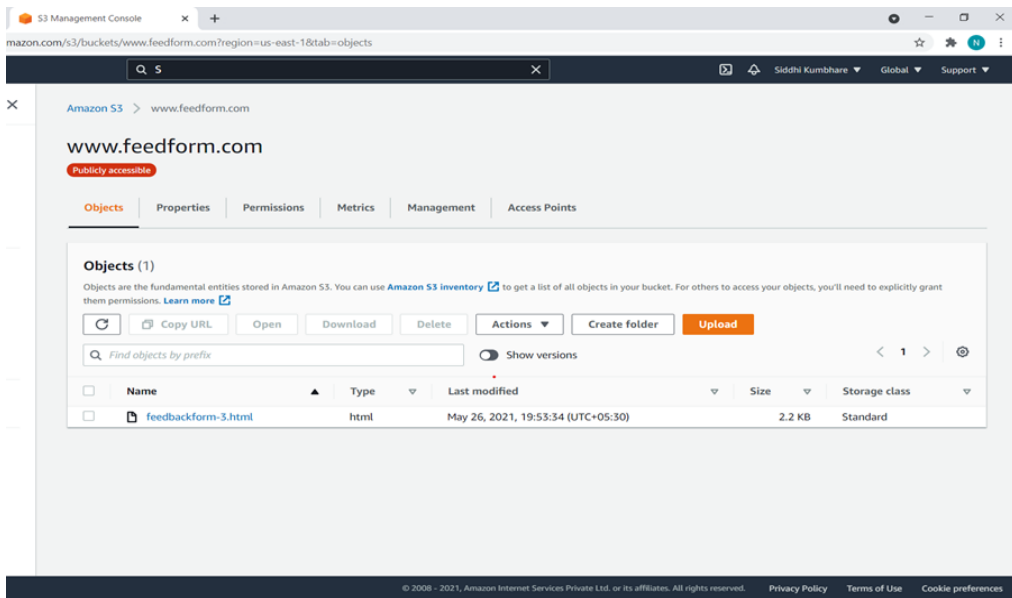 S3 Management Console
mazon.com/s3/buckets/www.feedform.com?region=us-east-1&tab=objects
N
S
Siddhi Kumbhare Global Support
Amazon S3 > www.feedform.com
www.feedform.com
Publicly accessible
Objects Properties Permissions Metrics Management Access Points
Objects (1)
Objects are the fundamental entities stored in Amazon S3. You can use Amazon S3 inventory to get a list of all objects in your bucket. For others to access your objects, you'll need to explicitly grant
them permissions. Learn more
Copy URL Open Download Delete Actions Create folder Upload
Find objects by prefix Show versions < 1 >
Name Type Last modified Size Storage class
feedbackform-3.html html May 26, 2021, 19:53:34 (UTC+05:30) 2.2 KB Standard
© 2008 - 2021, Amazon Internet Services Private Ltd. or its affiliates. All rights reserved. Privacy Policy Terms of Use Cookie preferences